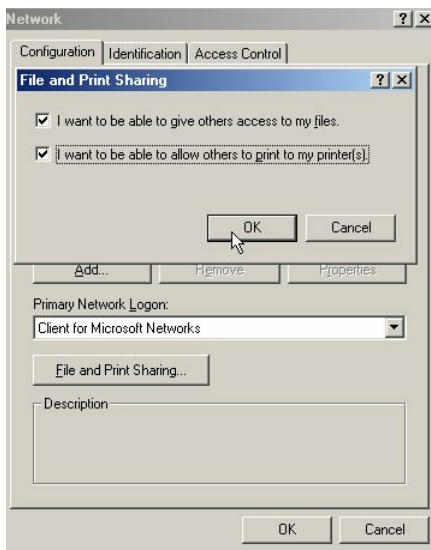 Network
Configuration Identification Access Control
File and Print Sharing
I want to be able to give others access to my files.
I want to be able to allow others to print to my printer(s).
OK Cancel
Add... Remove Properties
Primary Network Logon:
Client for Microsoft Networks
File and Print Sharing...
Description
OK Cancel